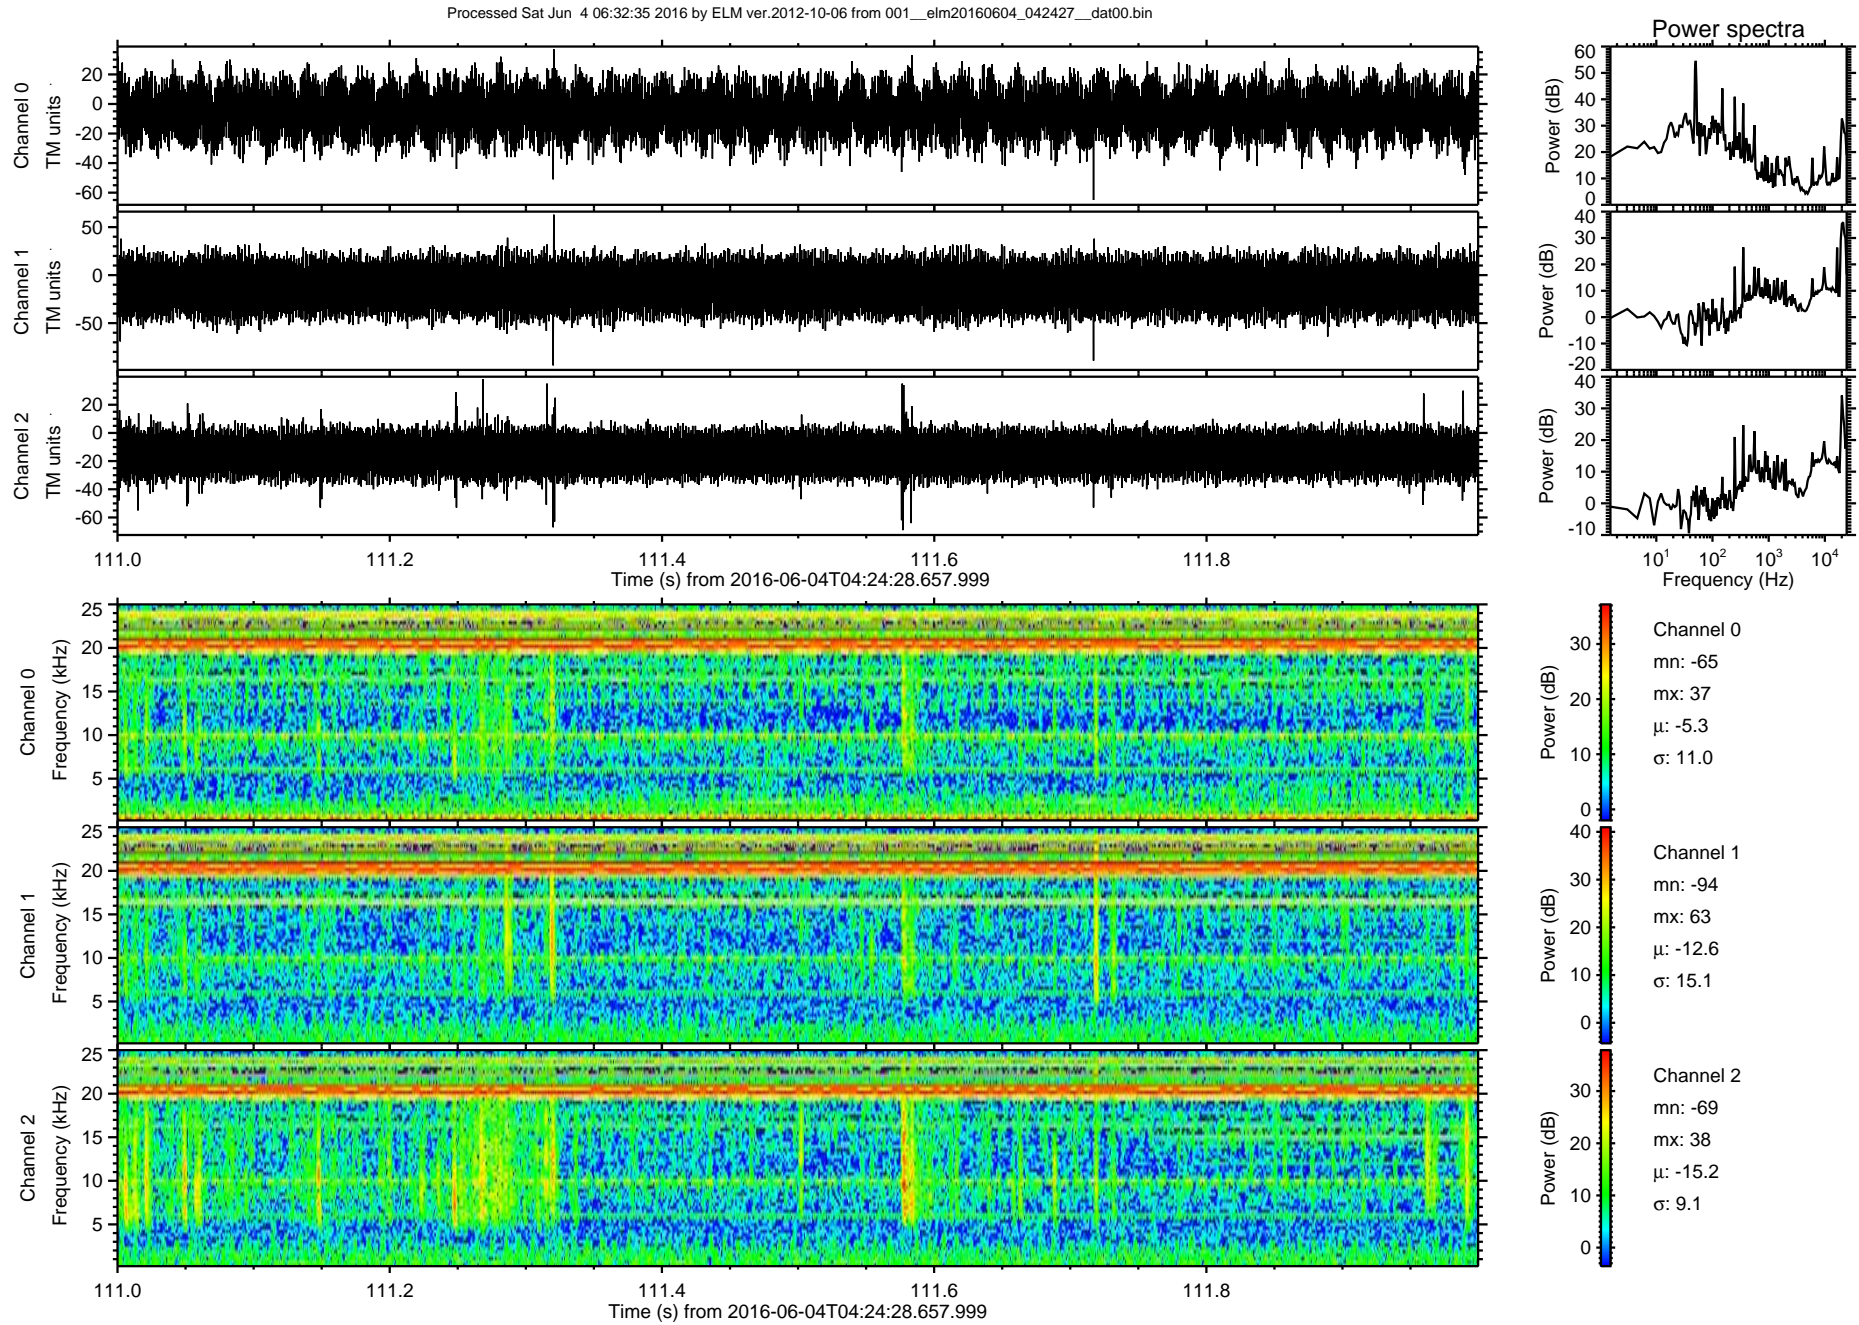 Processed Sat Jun  4 06:32:35 2016 by ELM ver.2012-10-06 from 001__elm20160604_042427__dat00.bin
Power spectra
Channel 0
TM units
20
0
-20
-40
-60
Power (dB)
60
50
40
30
20
10
0
Channel 1
TM units
50
0
-50
Power (dB)
40
30
20
10
0
-10
-20
Channel 2
TM units
20
0
-20
-40
-60
Power (dB)
40
30
20
10
0
-10
111.0 111.2 111.4 111.6 111.8
Time (s) from 2016-06-04T04:24:28.657.999
10¹ 10² 10³ 10⁴
Frequency (Hz)
Channel 0
Frequency (kHz)
25
20
15
10
5
Power (dB)
30
20
10
0
Channel 0
mn: -65
mx: 37
µ: -5.3
σ: 11.0
Channel 1
Frequency (kHz)
25
20
15
10
5
Power (dB)
40
30
20
10
0
Channel 1
mn: -94
mx: 63
µ: -12.6
σ: 15.1
Channel 2
Frequency (kHz)
25
20
15
10
5
Power (dB)
30
20
10
0
Channel 2
mn: -69
mx: 38
µ: -15.2
σ: 9.1
111.0 111.2 111.4 111.6 111.8
Time (s) from 2016-06-04T04:24:28.657.999